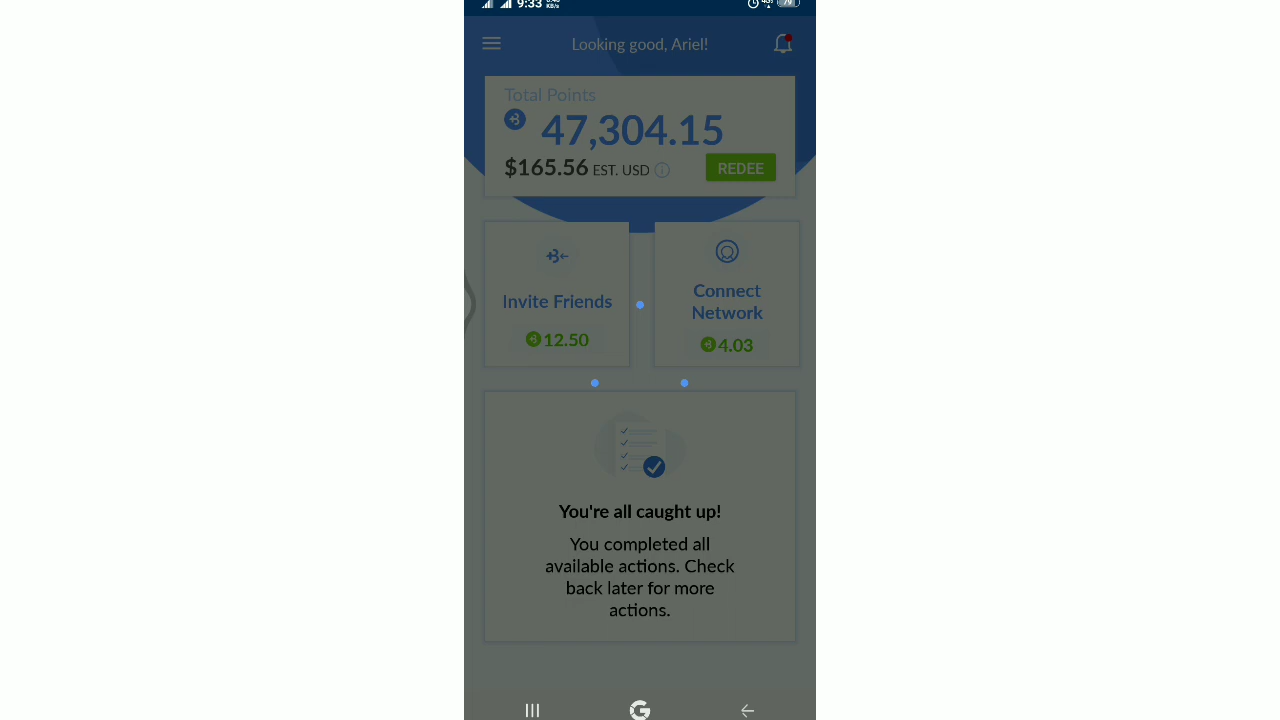 9:33
KB/s
79
Looking good, Ariel!
Total Points
47,304.15
$165.56 EST. USD
REDEE
Invite Friends
12.50
Connect
Network
4.03
You're all caught up!
You completed all
available actions. Check
back later for more
actions.